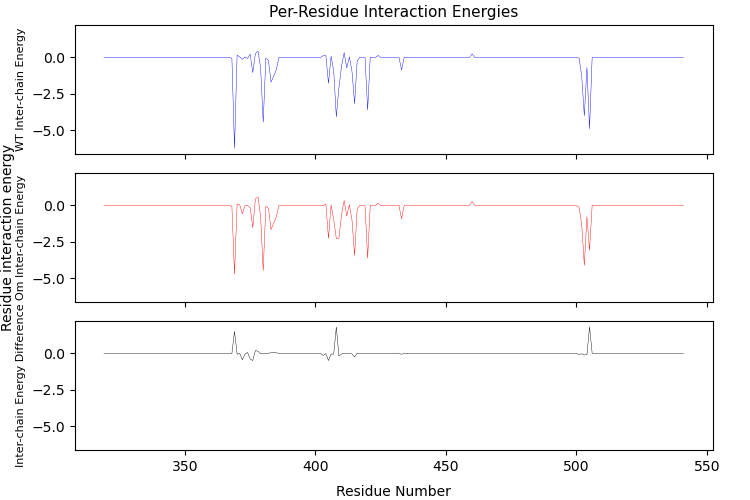 Per-Residue Interaction Energies
WT Inter-chain Energy
0.0
−2.5
−5.0
Residue interaction energy
Om Inter-chain Energy
0.0
−2.5
−5.0
Inter-chain Energy Difference
0.0
−2.5
−5.0
350 400 450 500 550
Residue Number